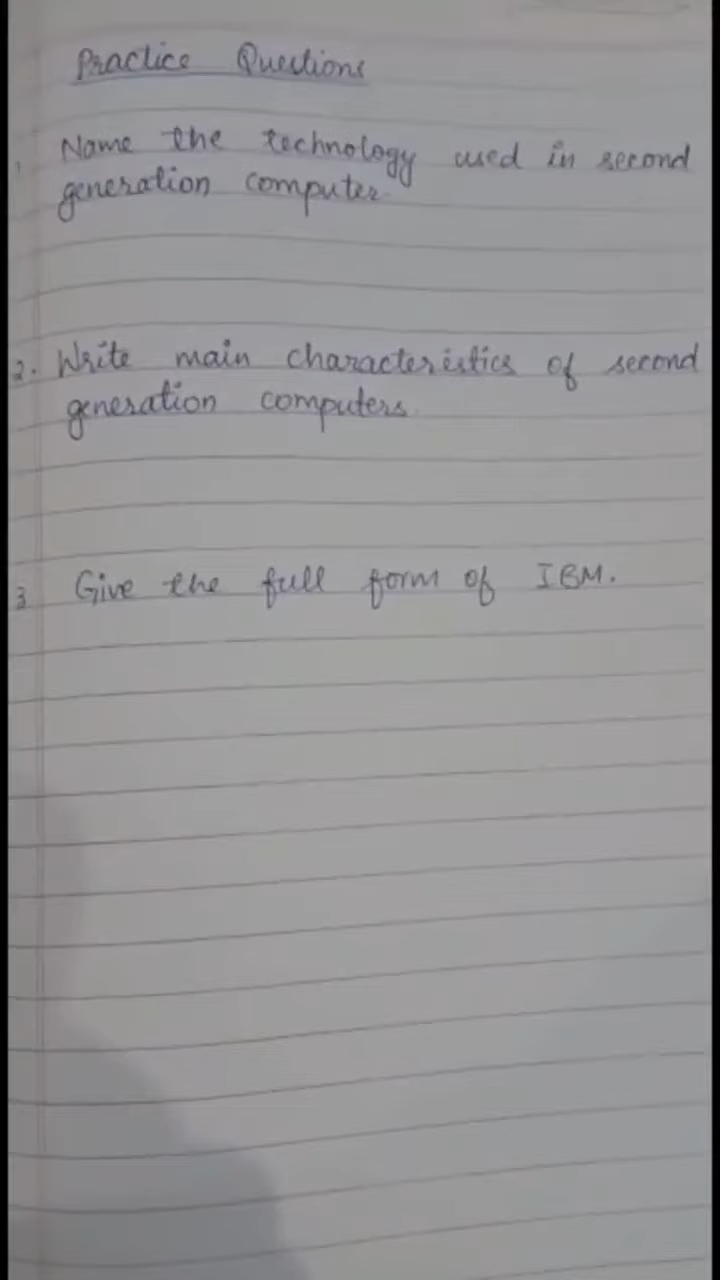 Practice Questions
1 Name the technology used in second
generation computer.
2. Write main characteristics of second
generation computers.
3 Give the full form of IBM.